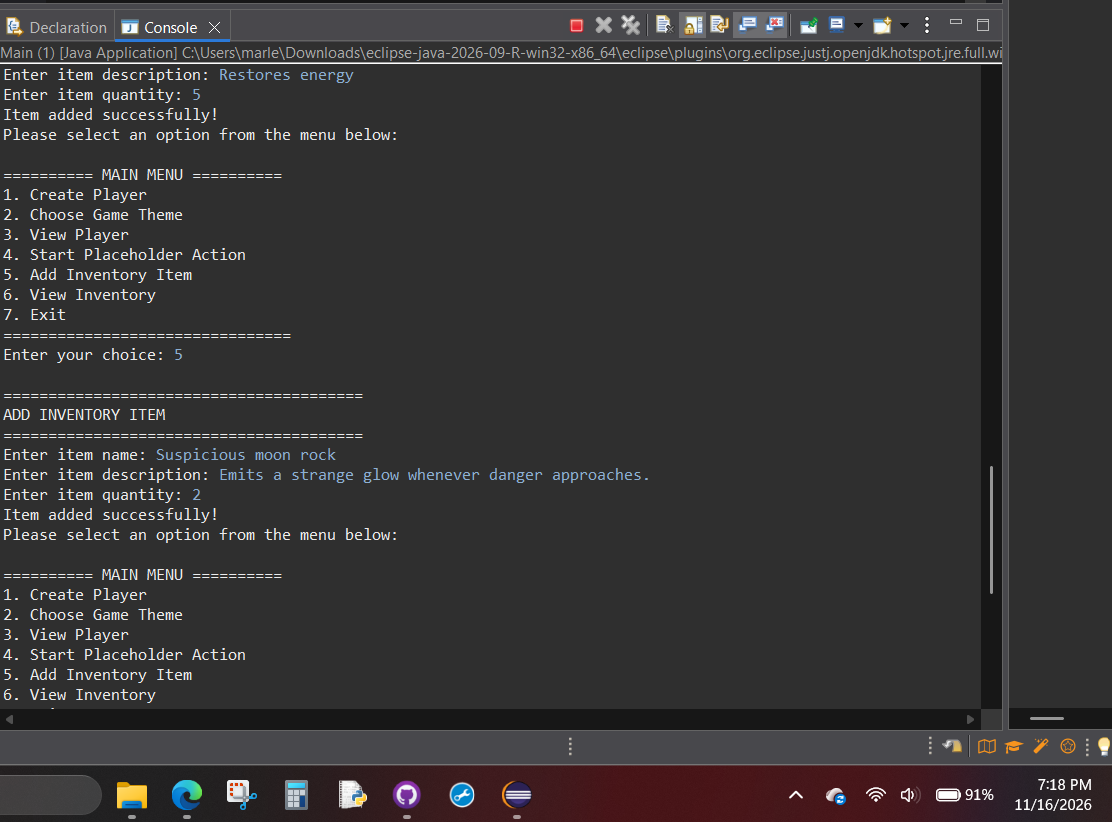 Declaration
Console
Main (1) [Java Application] C:\Users\marle\Downloads\eclipse-java-2026-09-R-win32-x86_64\eclipse\plugins\org.eclipse.justj.openjdk.hotspot.jre.full.wi
Enter item description: Restores energy
Enter item quantity: 5
Item added successfully!
Please select an option from the menu below:
========== MAIN MENU ==========
1. Create Player
2. Choose Game Theme
3. View Player
4. Start Placeholder Action
5. Add Inventory Item
6. View Inventory
7. Exit
================================
Enter your choice: 5
========================================
ADD INVENTORY ITEM
========================================
Enter item name: Suspicious moon rock
Enter item description: Emits a strange glow whenever danger approaches.
Enter item quantity: 2
Item added successfully!
Please select an option from the menu below:
========== MAIN MENU ==========
1. Create Player
2. Choose Game Theme
3. View Player
4. Start Placeholder Action
5. Add Inventory Item
6. View Inventory
91%
7:18 PM
11/16/2026